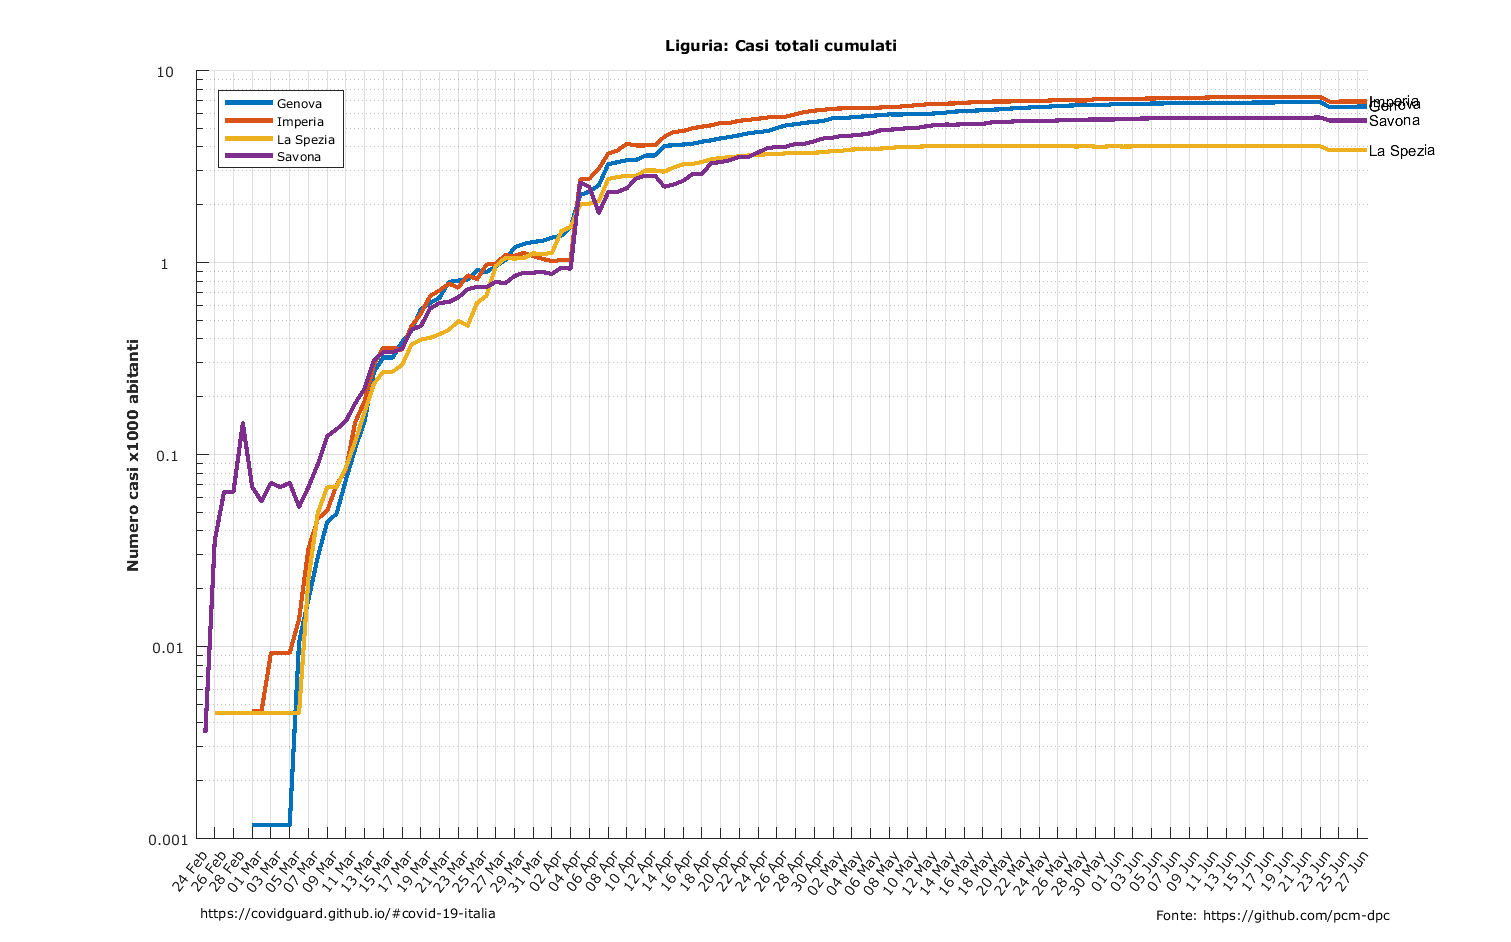 Liguria: Casi totali cumulati
10
1
0.1
0.01
0.001
Numero casi x1000 abitanti
Genova
Imperia
La Spezia
Savona
Imperia
Genova
Savona
La Spezia
24 Feb
26 Feb
28 Feb
01 Mar
03 Mar
05 Mar
07 Mar
09 Mar
11 Mar
13 Mar
15 Mar
17 Mar
19 Mar
21 Mar
23 Mar
25 Mar
27 Mar
29 Mar
31 Mar
02 Apr
04 Apr
06 Apr
08 Apr
10 Apr
12 Apr
14 Apr
16 Apr
18 Apr
20 Apr
22 Apr
24 Apr
26 Apr
28 Apr
30 Apr
02 May
04 May
06 May
08 May
10 May
12 May
14 May
16 May
18 May
20 May
22 May
24 May
26 May
28 May
30 May
01 Jun
03 Jun
05 Jun
07 Jun
09 Jun
11 Jun
13 Jun
15 Jun
17 Jun
19 Jun
21 Jun
23 Jun
25 Jun
27 Jun
https://covidguard.github.io/#covid-19-italia
Fonte: https://github.com/pcm-dpc